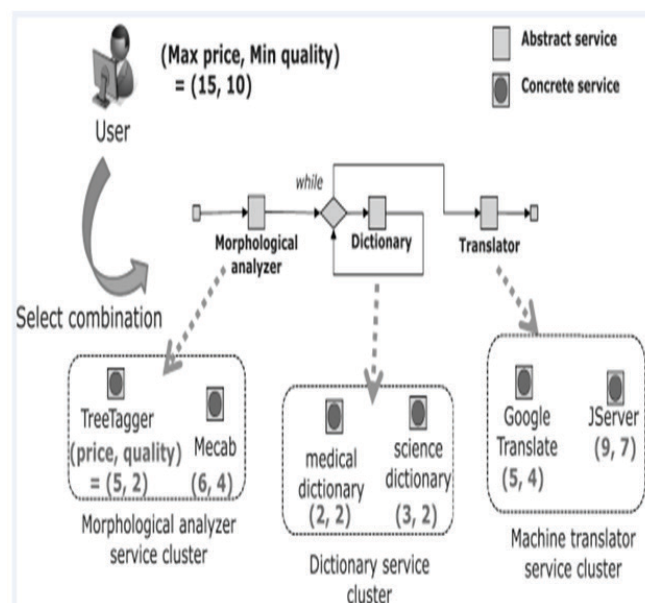 (Max price, Min quality)
= (15, 10)
User
Abstract service
Concrete service
while
Morphological
analyzer
Dictionary
Translator
Select combination
TreeTagger
(price, quality)
= (5, 2)
Mecab
(6, 4)
Morphological analyzer
service cluster
medical
dictionary
(2, 2)
science
dictionary
(3, 2)
Dictionary service
cluster
Google
Translate
(5, 4)
JServer
(9, 7)
Machine translator
service cluster